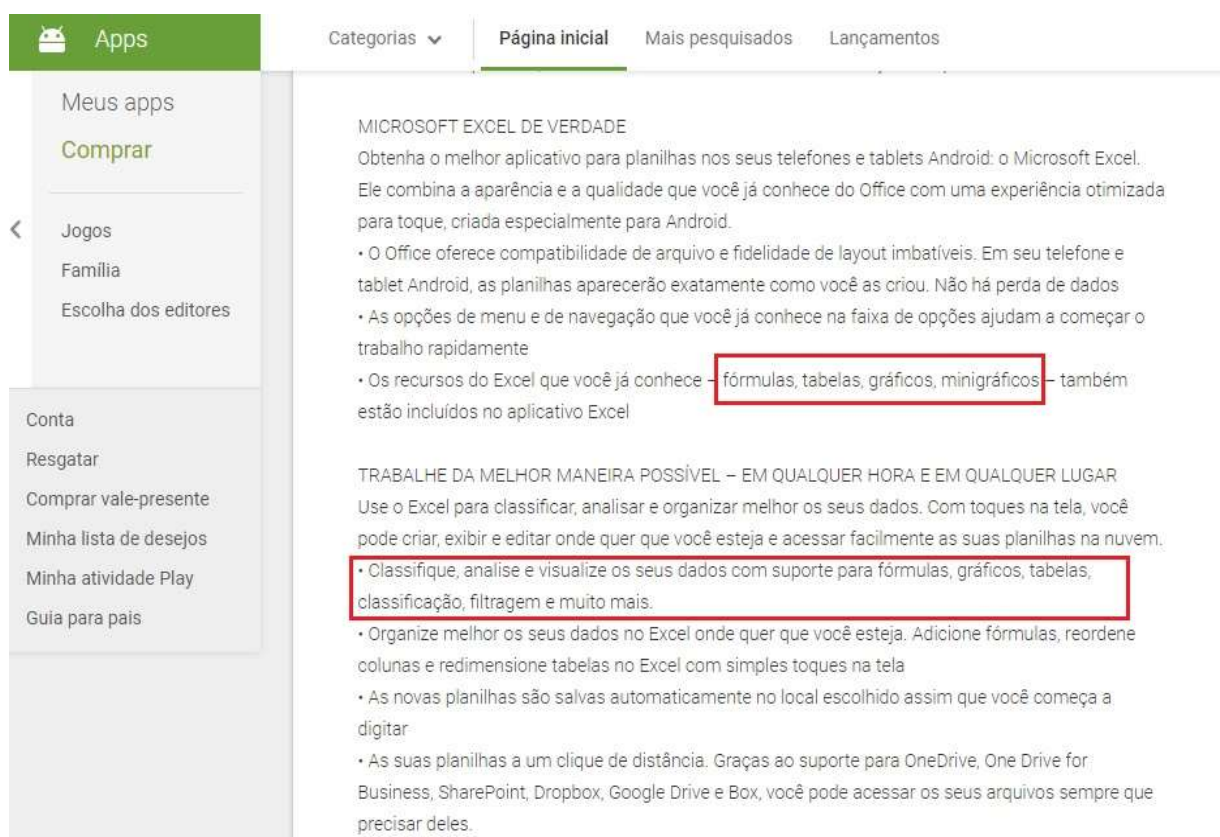 Apps
Categorias
Página inicial
Mais pesquisados
Lançamentos
Meus apps
Comprar
Jogos
Família
Escolha dos editores
Conta
Resgatar
Comprar vale-presente
Minha lista de desejos
Minha atividade Play
Guia para pais
MICROSOFT EXCEL DE VERDADE
Obtenha o melhor aplicativo para planilhas nos seus telefones e tablets Android: o Microsoft Excel.
Ele combina a aparência e a qualidade que você já conhece do Office com uma experiência otimizada
para toque, criada especialmente para Android.
• O Office oferece compatibilidade de arquivo e fidelidade de layout imbatíveis. Em seu telefone e
tablet Android, as planilhas aparecerão exatamente como você as criou. Não há perda de dados
• As opções de menu e de navegação que você já conhece na faixa de opções ajudam a começar o
trabalho rapidamente
• Os recursos do Excel que você já conhece – fórmulas, tabelas, gráficos, minigráficos – também
estão incluídos no aplicativo Excel
TRABALHE DA MELHOR MANEIRA POSSÍVEL – EM QUALQUER HORA E EM QUALQUER LUGAR
Use o Excel para classificar, analisar e organizar melhor os seus dados. Com toques na tela, você
pode criar, exibir e editar onde quer que você esteja e acessar facilmente as suas planilhas na nuvem.
• Classifique, analise e visualize os seus dados com suporte para fórmulas, gráficos, tabelas,
classificação, filtragem e muito mais.
• Organize melhor os seus dados no Excel onde quer que você esteja. Adicione fórmulas, reordene
colunas e redimensione tabelas no Excel com simples toques na tela
• As novas planilhas são salvas automaticamente no local escolhido assim que você começa a
digitar
• As suas planilhas a um clique de distância. Graças ao suporte para OneDrive, One Drive for
Business, SharePoint, Dropbox, Google Drive e Box, você pode acessar os seus arquivos sempre que
precisar deles.